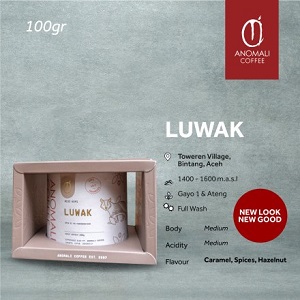 100gr
ANOMALI
COFFEE
LUWAK
Toweren Village,
Bintang, Aceh
1400 - 1600 m.a.s.l
Gayo 1 & Ateng
Full Wash
NEW LOOK
NEW GOOD
Body Medium
Acidity Medium
Flavour Caramel, Spices, Hazelnut
LUWAK
ANOMALI
ANOMALI COFFEE EST. 2007